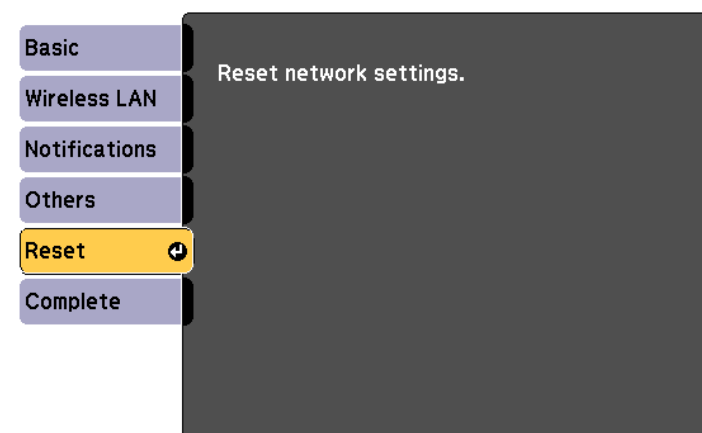 Basic
Wireless LAN
Notifications
Others
Reset
Complete
Reset network settings.